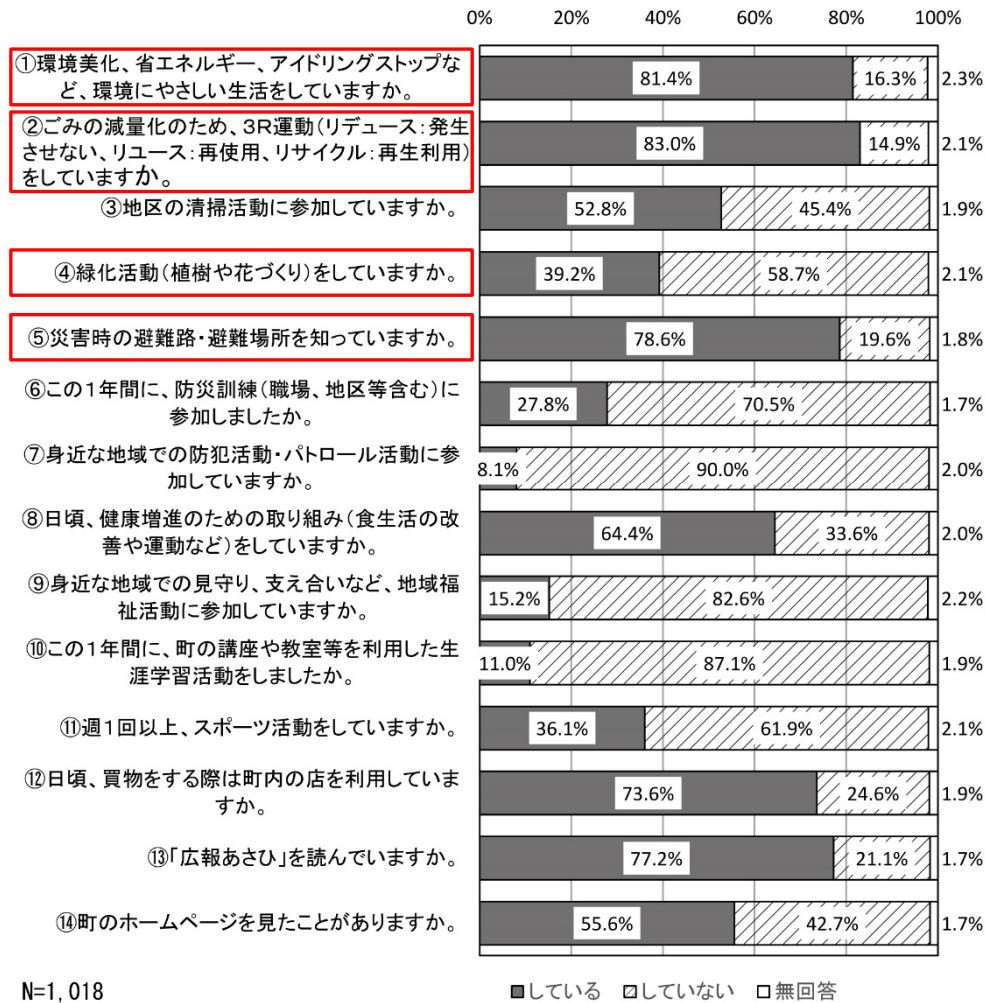 0% 20% 40% 60% 80% 100%
①環境美化、省エネルギー、アイドリングストップな
ど、環境にやさしい生活をしていますか。
81.4% 16.3% 2.3%
②ごみの減量化のため、3R運動(リデュース:発生
させない、リユース:再使用、リサイクル:再生利用)
をしていますか。
83.0% 14.9% 2.1%
③地区の清掃活動に参加していますか。
52.8% 45.4% 1.9%
④緑化活動(植樹や花づくり)をしていますか。
39.2% 58.7% 2.1%
⑤災害時の避難路・避難場所を知っていますか。
78.6% 19.6% 1.8%
⑥この1年間に、防災訓練(職場、地区等含む)に
参加しましたか。
27.8% 70.5% 1.7%
⑦身近な地域での防犯活動・パトロール活動に参
加していますか。
8.1% 90.0% 2.0%
⑧日頃、健康増進のための取り組み(食生活の改
善や運動など)をしていますか。
64.4% 33.6% 2.0%
⑨身近な地域での見守り、支え合いなど、地域福
祉活動に参加していますか。
15.2% 82.6% 2.2%
⑩この1年間に、町の講座や教室等を利用した生
涯学習活動をしましたか。
11.0% 87.1% 1.9%
⑪週1回以上、スポーツ活動をしていますか。
36.1% 61.9% 2.1%
⑫日頃、買物をする際は町内の店を利用していま
すか。
73.6% 24.6% 1.9%
⑬「広報あさひ」を読んでいますか。
77.2% 21.1% 1.7%
⑭町のホームページを見たことがありますか。
55.6% 42.7% 1.7%
N=1,018
している していない 無回答